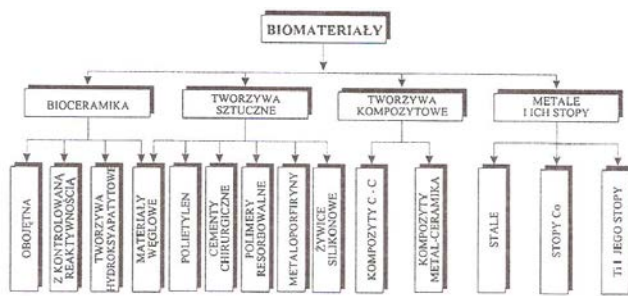 BIOMATERIAŁY
BIOCERAMIKA
TWORZYWA
SZTUCZNE
TWORZYWA
KOMPOZYTOWE
METALE
I ICH STOPY
OBOJĘTNA
Z KONTROLOWANĄ
REAKTYWNOŚCIĄ
TWORZYWA
HYDROKSYAPATYTOWE
MATERIAŁY
WĘGLOWE
POLIETYLEN
CEMENTY
CHIRURGICZNE
POLIMERY
RESORBOWALNE
METALOPORFIRYNY
ŻYWICE
SILIKONOWE
KOMPOZYTY C - C
KOMPOZYTY
METAL-CERAMIKA
STALE
STOPY Co
Ti I JEGO STOPY